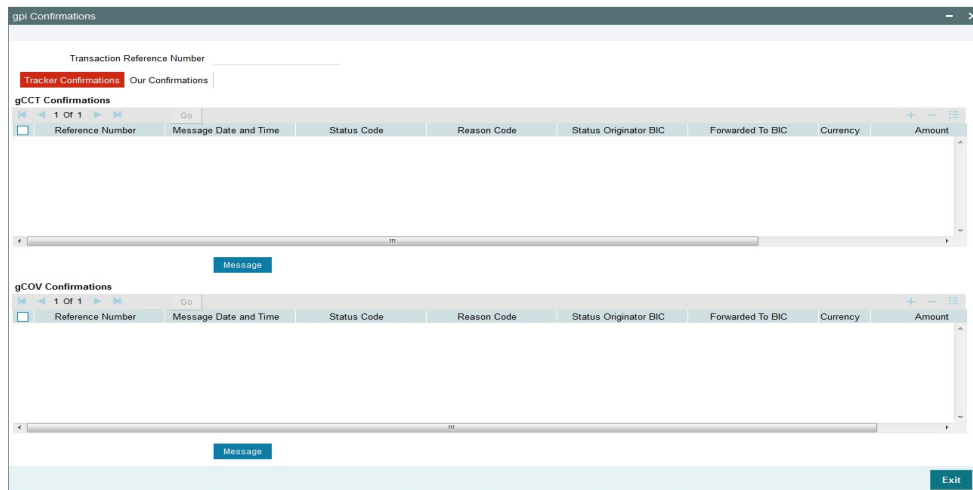 gpi Confirmations
Transaction Reference Number
Tracker Confirmations Our Confirmations
gCCT Confirmations
1 Of 1 Go
Reference Number Message Date and Time Status Code Reason Code Status Originator BIC Forwarded To BIC Currency Amount
Message
gCOV Confirmations
1 Of 1 Go
Reference Number Message Date and Time Status Code Reason Code Status Originator BIC Forwarded To BIC Currency Amount
Message
Exit